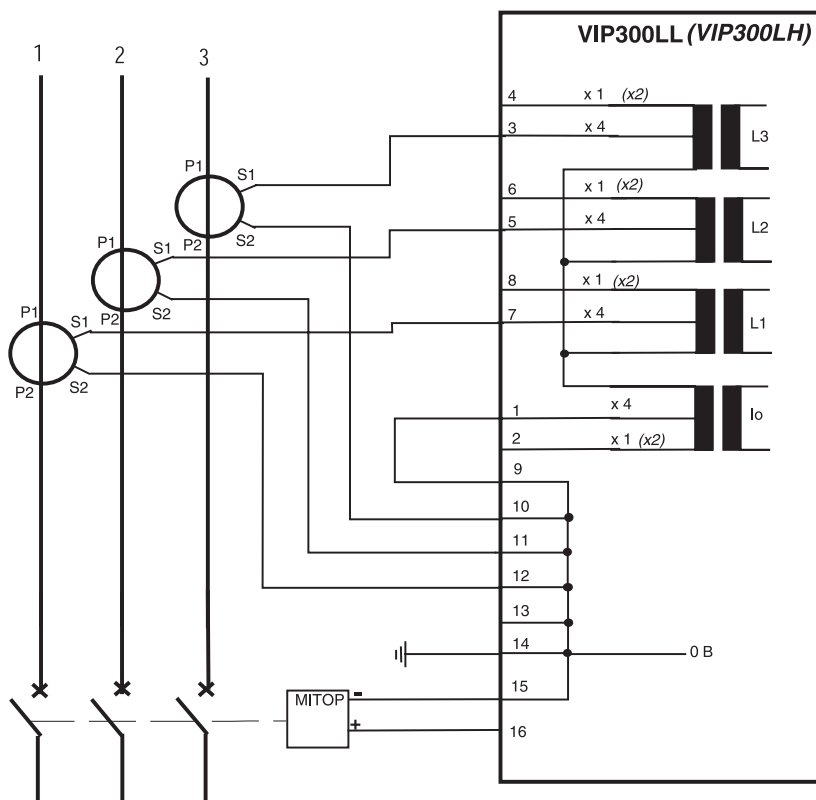 VIP300LL (VIP300LH)
1 2 3
4 x 1 (x2)
3 x 4
L3
P1 S1
P2 S2
6 x 1 (x2)
5 x 4
L2
P1 S1
P2 S2
8 x 1 (x2)
7 x 4
L1
P1 S1
P2 S2
1 x 4
Io
2 x 1 (x2)
9
10
11
12
13
14
0 B
15
MITOP -
+
16